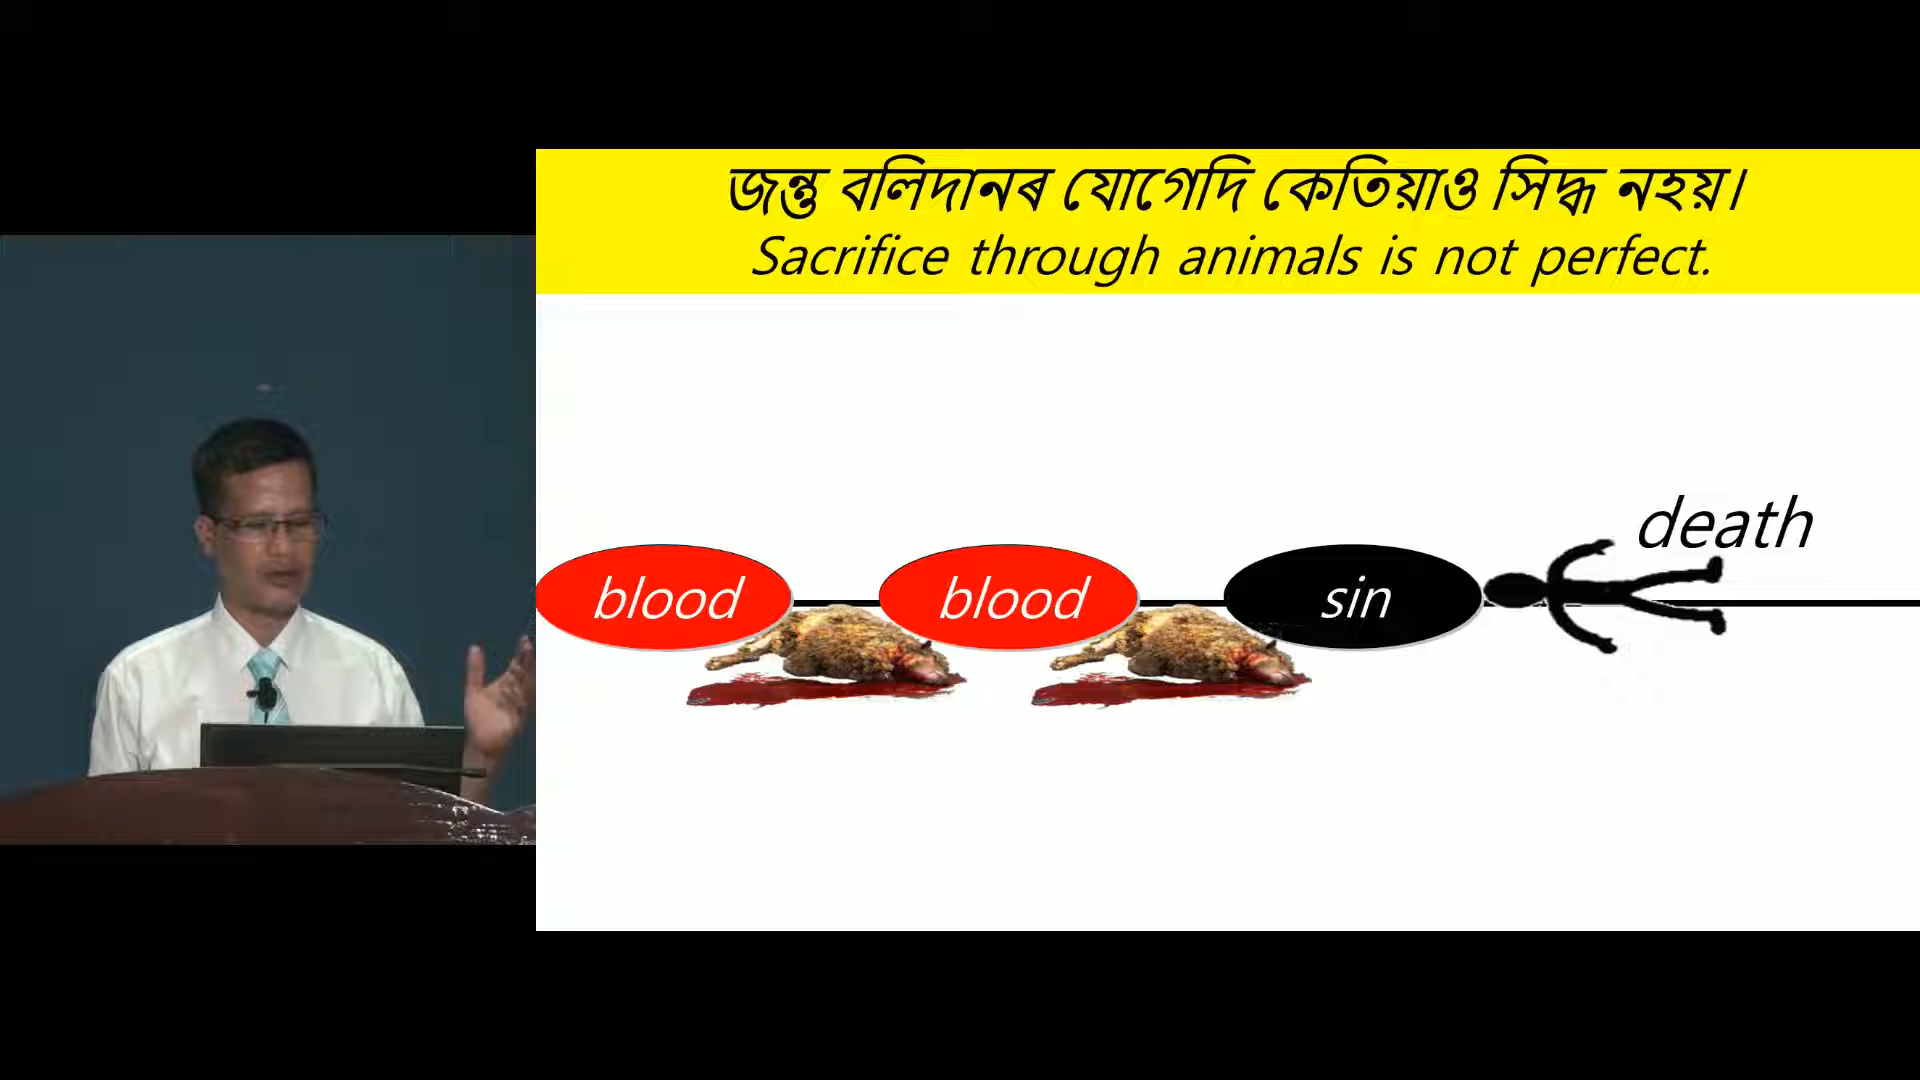 জন্তু বলিদানৰ যোগেদি কেতিয়াও সিদ্ধ নহয়।
Sacrifice through animals is not perfect.
death
blood blood sin